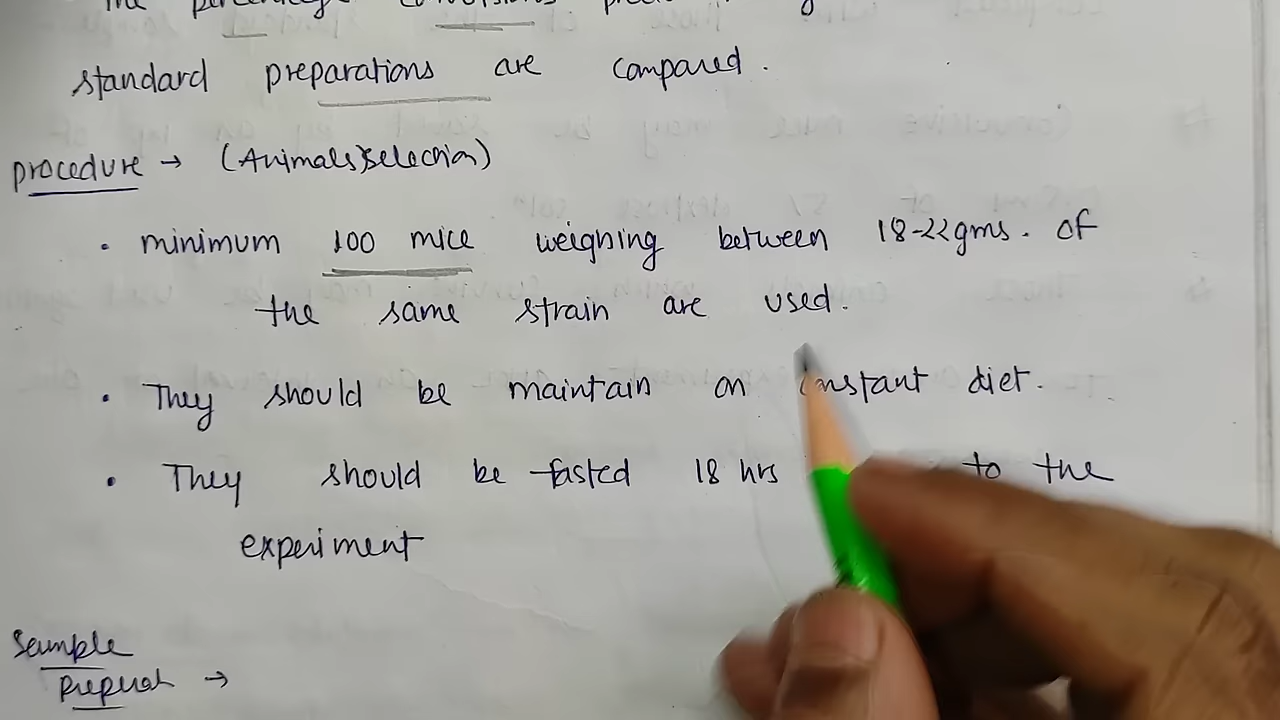 standard preparations are compared.
procedure → (Animals selection)
• minimum 100 mice weighing between 18-22gms. of
the same strain are used.
• They should be maintain on constant diet.
• They should be fasted 18 hrs to the
experiment
Sample